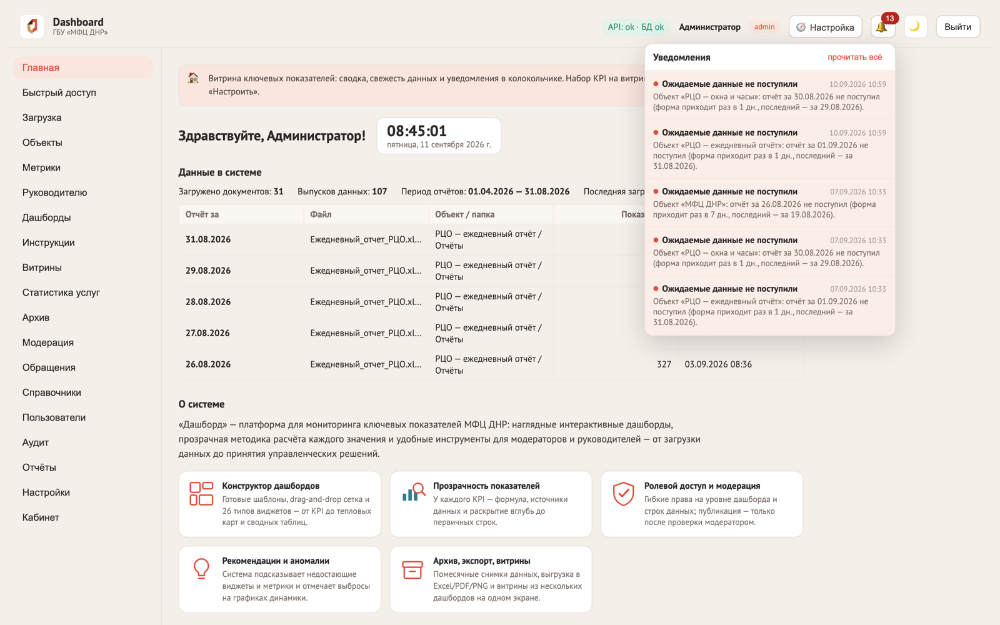 Dashboard
ГБУ «МФЦ ДНР»
API: ok · БД ok
Администратор
admin
Настройка
13
Выйти
Главная
Быстрый доступ
Загрузка
Объекты
Метрики
Руководителю
Дашборды
Инструкции
Витрины
Статистика услуг
Архив
Модерация
Обращения
Справочники
Пользователи
Аудит
Отчёты
Настройки
Кабинет
Витрина ключевых показателей: сводка, свежесть данных и уведомления в колокольчике. Набор KPI на
«Настроить».
Здравствуйте, Администратор!
08:45:01
пятница, 11 сентября 2026 г.
Данные в системе
Загружено документов: 31
Выпусков данных: 107
Период отчётов: 01.04.2026 — 31.08.2026
Последняя
Отчёт за
Файл
Объект / папка
31.08.2026
Ежедневный_отчет_РЦО.xl...
РЦО — ежедневный отчёт /
Отчёты
29.08.2026
Ежедневный_отчет_РЦО.xl...
РЦО — ежедневный отчёт /
Отчёты
28.08.2026
Ежедневный_отчет_РЦО.xl...
РЦО — ежедневный отчёт /
Отчёты
27.08.2026
Ежедневный_отчет_РЦО.xl...
РЦО — ежедневный отчёт /
Отчёты
26.08.2026
Ежедневный_отчет_РЦО.xl...
РЦО — ежедневный отчёт /
Отчёты
327
03.09.2026 08:36
Уведомления
прочитать всё
Ожидаемые данные не поступили
10.09.2026 10:59
Объект «РЦО — окна и часы»: отчёт за 30.08.2026 не поступил
(форма приходит раз в 1 дн., последний — за 29.08.2026).
Ожидаемые данные не поступили
10.09.2026 10:59
Объект «РЦО — ежедневный отчёт»: отчёт за 01.09.2026 не
поступил (форма приходит раз в 1 дн., последний — за
31.08.2026).
Ожидаемые данные не поступили
07.09.2026 10:33
Объект «МФЦ ДНР»: отчёт за 26.08.2026 не поступил (форма
приходит раз в 7 дн., последний — за 19.08.2026).
Ожидаемые данные не поступили
07.09.2026 10:33
Объект «РЦО — окна и часы»: отчёт за 30.08.2026 не поступил
(форма приходит раз в 1 дн., последний — за 29.08.2026).
Ожидаемые данные не поступили
07.09.2026 10:33
Объект «РЦО — ежедневный отчёт»: отчёт за 01.09.2026 не
поступил (форма приходит раз в 1 дн., последний — за
31.08.2026).
О системе
«Дашборд» — платформа для мониторинга ключевых показателей МФЦ ДНР: наглядные интерактивные дашборды,
прозрачная методика расчёта каждого значения и удобные инструменты для модераторов и руководителей — от загрузки
данных до принятия управленческих решений.
Конструктор дашбордов
Готовые шаблоны, drag-and-drop сетка и
26 типов виджетов — от KPI до тепловых
карт и сводных таблиц.
Прозрачность показателей
У каждого KPI — формула, источники
данных и раскрытие вглубь до
первичных строк.
Ролевой доступ и модерация
Гибкие права на уровне дашборда и
строк данных; публикация — только
после проверки модератором.
Рекомендации и аномалии
Система подсказывает недостающие
виджеты и метрики и отмечает выбросы
на графиках динамики.
Архив, экспорт, витрины
Помесячные снимки данных, выгрузка в
Excel/PDF/PNG и витрины из нескольких
дашбордов на одном экране.